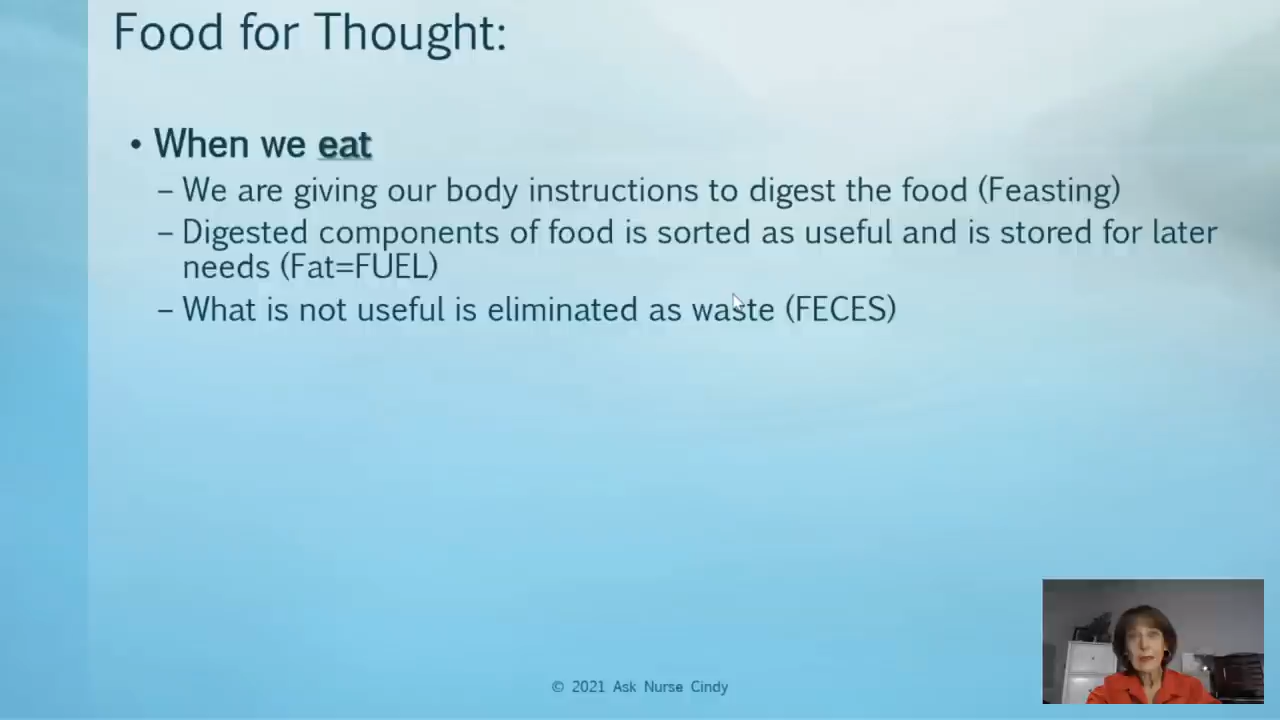 Food for Thought:
• When we eat
– We are giving our body instructions to digest the food (Feasting)
– Digested components of food is sorted as useful and is stored for later
needs (Fat=FUEL)
– What is not useful is eliminated as waste (FECES)
© 2021 Ask Nurse Cindy